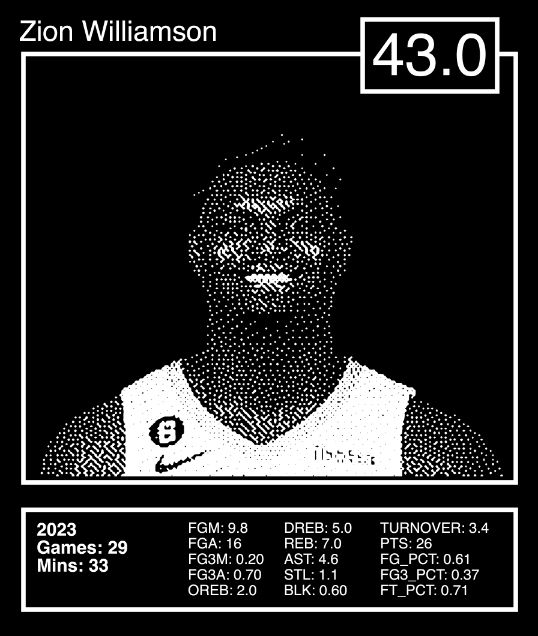 Zion Williamson
43.0
2023
Games: 29
Mins: 33
FGM: 9.8
FGA: 16
FG3M: 0.20
FG3A: 0.70
OREB: 2.0
DREB: 5.0
REB: 7.0
AST: 4.6
STL: 1.1
BLK: 0.60
TURNOVER: 3.4
PTS: 26
FG_PCT: 0.61
FG3_PCT: 0.37
FT_PCT: 0.71